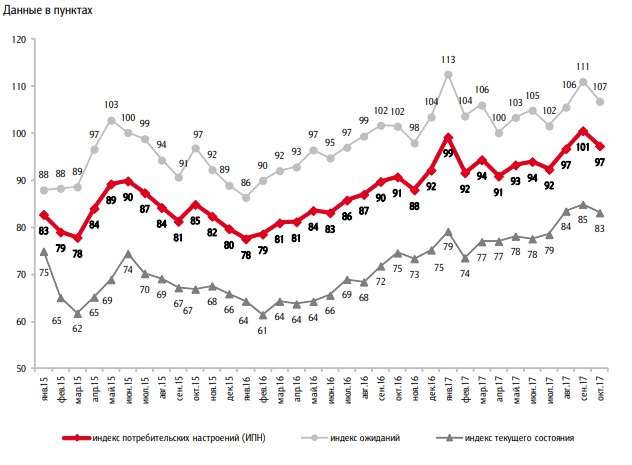 Данные в пунктах
120
110
100
90
80
70
60
50
88 88 89 97 103 100 99 94 91 97 92 89 86 90 92 93 97 95 97 99 102 102 98 104 113 104 106 100 103 105 102 106 111 107
83 79 78 84 89 90 87 84 81 85 82 80 78 79 81 81 84 83 86 87 90 91 88 92 99 92 94 91 93 94 92 97 101 97
75 65 62 65 69 74 70 69 67 67 68 66 64 61 64 64 64 66 69 68 72 75 73 75 79 74 77 77 78 77 79 84 85 83
янв.15 фев.15 мар.15 апр.15 май.15 июн.15 июл.15 авг.15 сен.15 окт.15 ноя.15 дек.15 янв.16 фев.16 мар.16 апр.16 май.16 июн.16 июл.16 авг.16 сен.16 окт.16 ноя.16 дек.16 янв.17 фев.17 мар.17 апр.17 май.17 июн.17 июл.17 авг.17 сен.17 окт.17
индекс потребительских настроений (ИПН) индекс ожиданий индекс текущего состояния